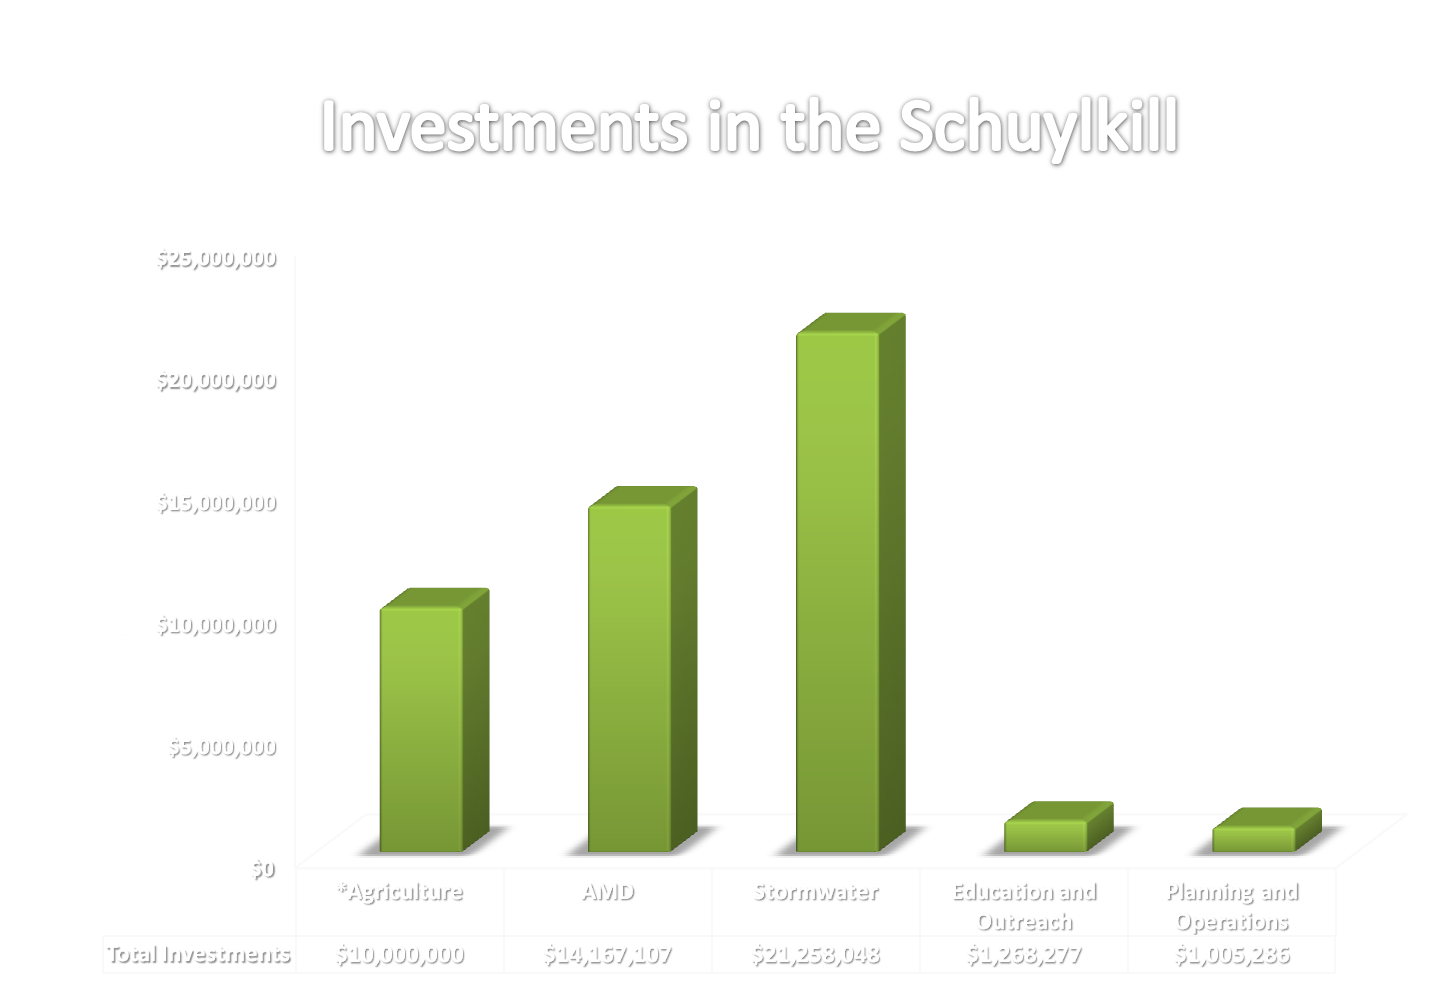 Investments in the Schuylkill
$25,000,000
$20,000,000
$15,000,000
$10,000,000
$5,000,000
$0
*Agriculture
AMD
Stormwater
Education and
Outreach
Planning and
Operations
Total Investments $10,000,000 $14,167,107 $21,258,048 $1,268,277 $1,005,286